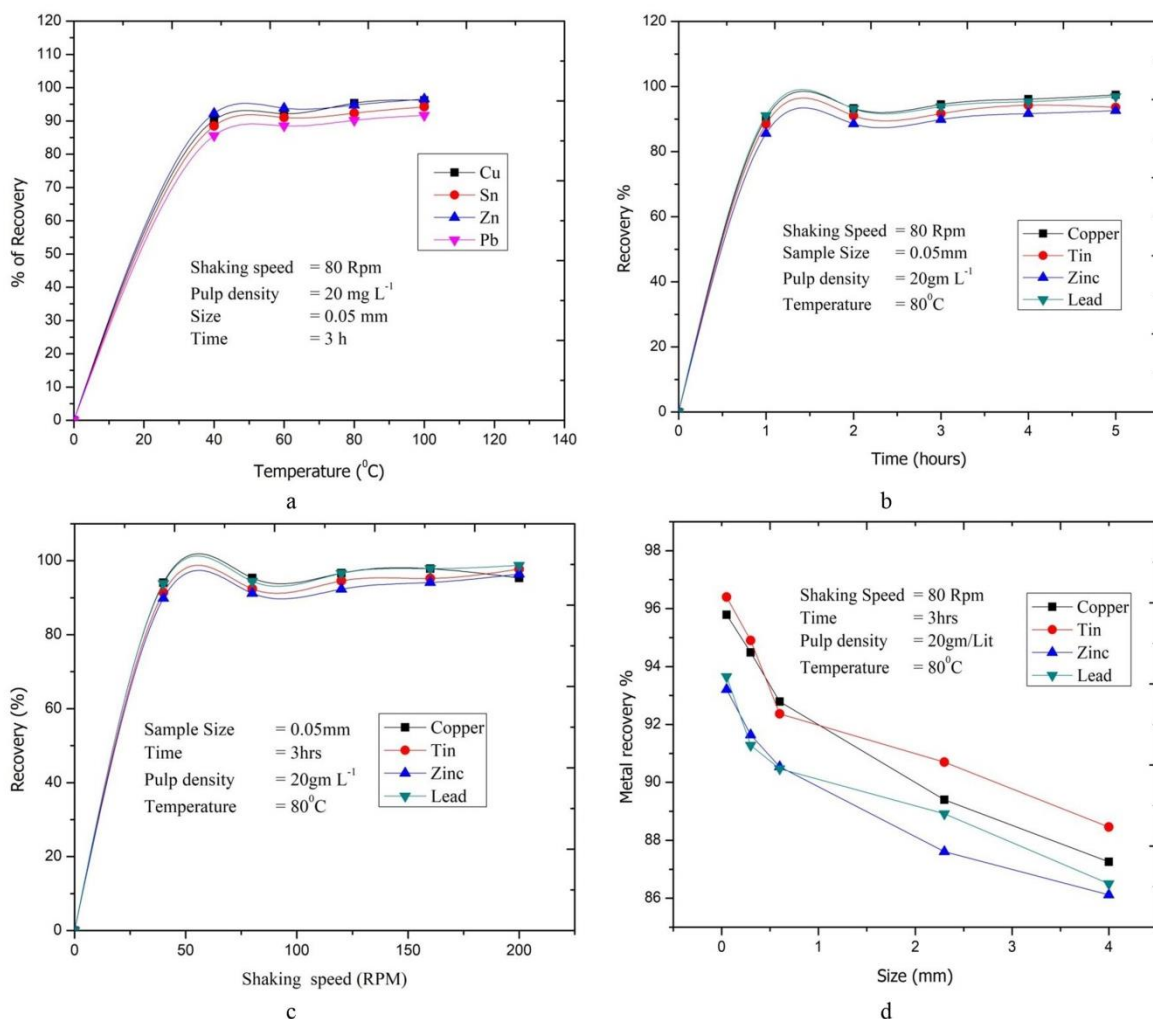 120
110
100
90
80
70
60
50
40
30
20
10
0
% of Recovery
Cu
Sn
Zn
Pb
Shaking speed = 80 Rpm
Pulp density = 20 mg L⁻¹
Size = 0.05 mm
Time = 3 h
0 20 40 60 80 100 120 140
Temperature (⁰C)
a
120
100
80
60
40
20
0
Recovery %
Shaking Speed = 80 Rpm
Sample Size = 0.05mm
Pulp density = 20gm L⁻¹
Temperature = 80⁰C
Copper
Tin
Zinc
Lead
0 1 2 3 4 5
Time (hours)
b
100
80
60
40
20
0
Recovery (%)
Sample Size = 0.05mm
Time = 3hrs
Pulp density = 20gm L⁻¹
Temperature = 80⁰C
Copper
Tin
Zinc
Lead
0 50 100 150 200
Shaking speed (RPM)
c
98
96
94
92
90
88
86
Metal recovery %
Shaking Speed = 80 Rpm
Time = 3hrs
Pulp density = 20gm/Lit
Temperature = 80⁰C
Copper
Tin
Zinc
Lead
0 1 2 3 4
Size (mm)
d